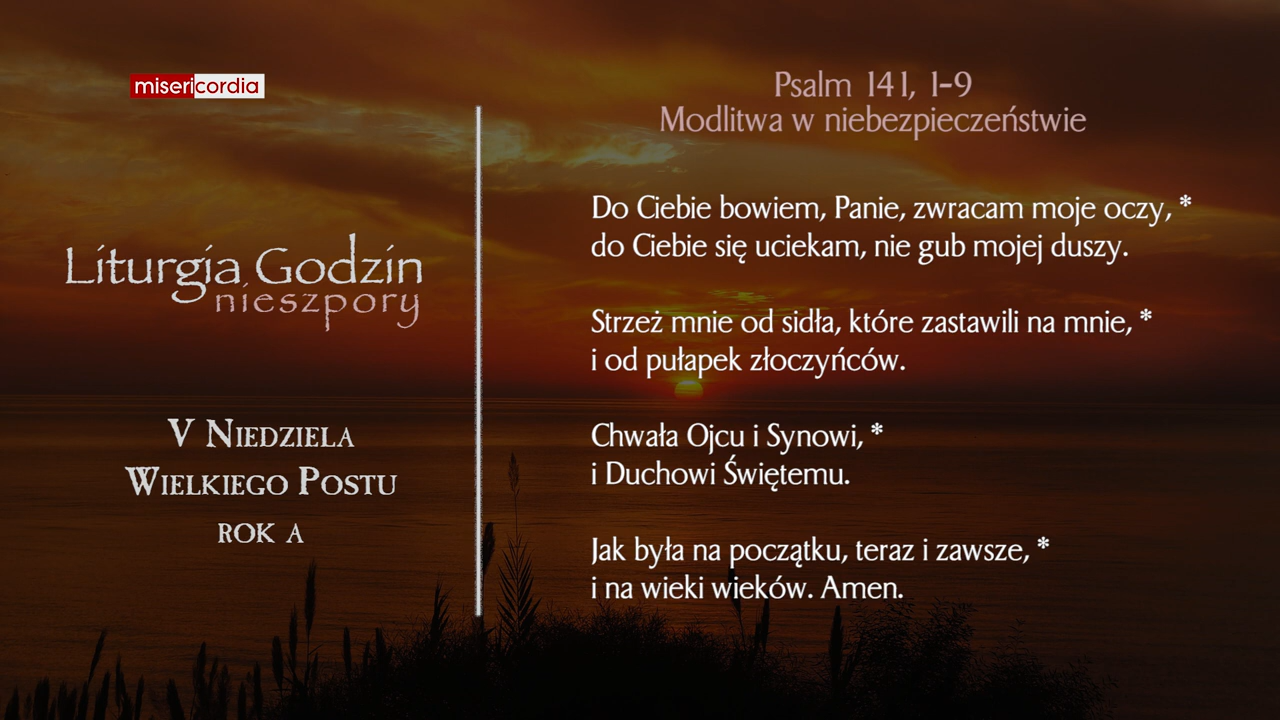 misericordia
Liturgia Godzin
nieszpory
V Niedziela
Wielkiego Postu
rok A
Psalm 141, 1-9
Modlitwa w niebezpieczeństwie
Do Ciebie bowiem, Panie, zwracam moje oczy, *
do Ciebie się uciekam, nie gub mojej duszy.
Strzeż mnie od sidła, które zastawili na mnie, *
i od pułapek złoczyńców.
Chwała Ojcu i Synowi, *
i Duchowi Świętemu.
Jak była na początku, teraz i zawsze, *
i na wieki wieków. Amen.